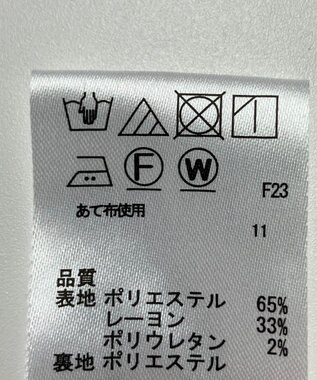 F W
F23
あて布使用
11
品質
表地 ポリエステル 65%
レーヨン 33%
ポリウレタン 2%
裏地 ポリエステル